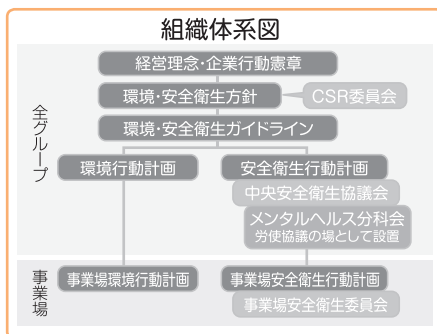 組織体系図
全グループ
経営理念・企業行動憲章
環境・安全衛生方針
CSR委員会
環境・安全衛生ガイドライン
環境行動計画
安全衛生行動計画
中央安全衛生協議会
メンタルヘルス分科会
労使協議の場として設置
事業場
事業場環境行動計画
事業場安全衛生行動計画
事業場安全衛生委員会